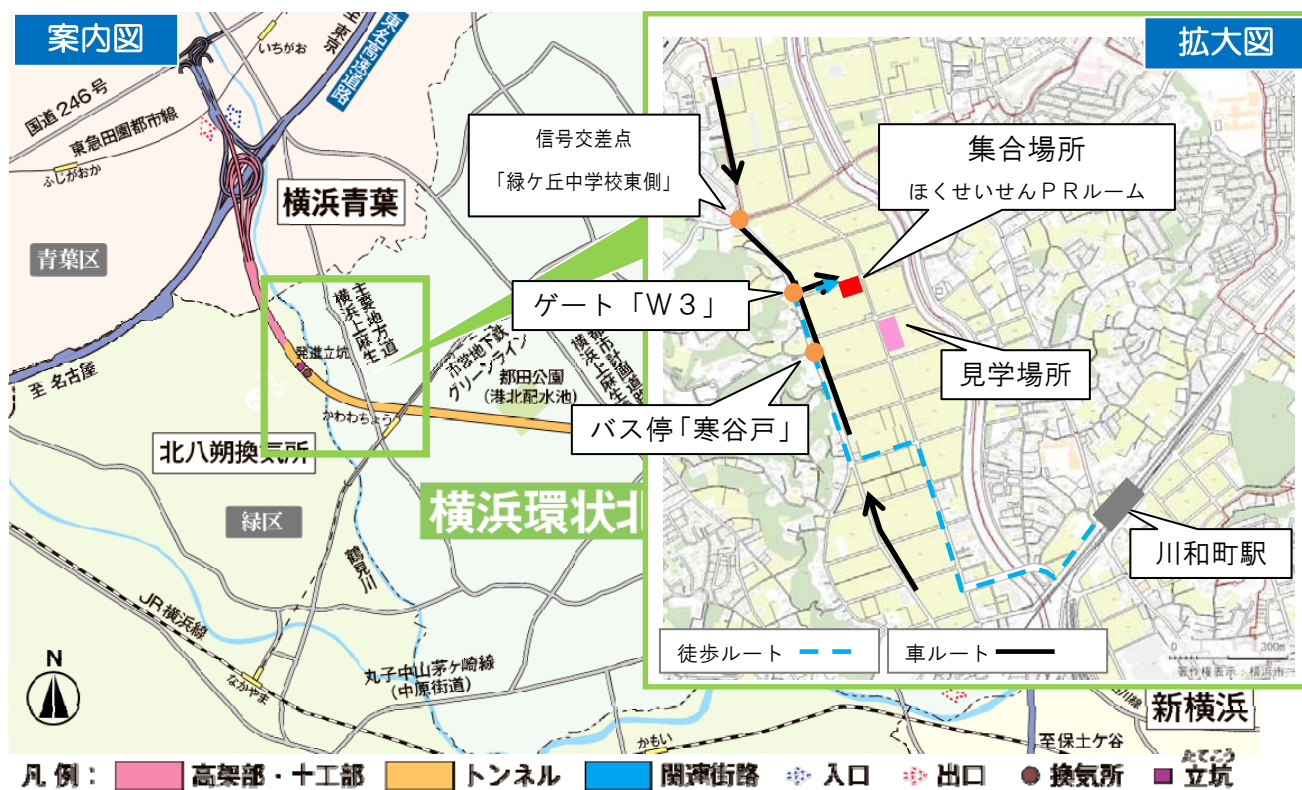 案内図
いちがお
至 東京
東名高速道路
国道246号
東急田園都市線
ふじがおか
横浜青葉
青葉区
主要地方道
横浜上麻生
発進立坑
市営地下鉄
グリーンライン
都田公園
(港北配水池)
至 名古屋
かわわちょう
北八朔換気所
緑区
横浜環状北
鶴見川
JR横浜線
なかやま
丸子中山茅ヶ崎線
(中原街道)
N
かもい
新横浜
至保土ケ谷
拡大図
信号交差点
「緑ケ丘中学校東側」
集合場所
ほくせいせんPRルーム
ゲート「W3」
見学場所
バス停「寒谷戸」
川和町駅
徒歩ルート
車ルート
0 300m
著作権表示:横浜市
凡例:
高架部・土工部
トンネル
関連街路
入口
出口
換気所
たてこう
立坑